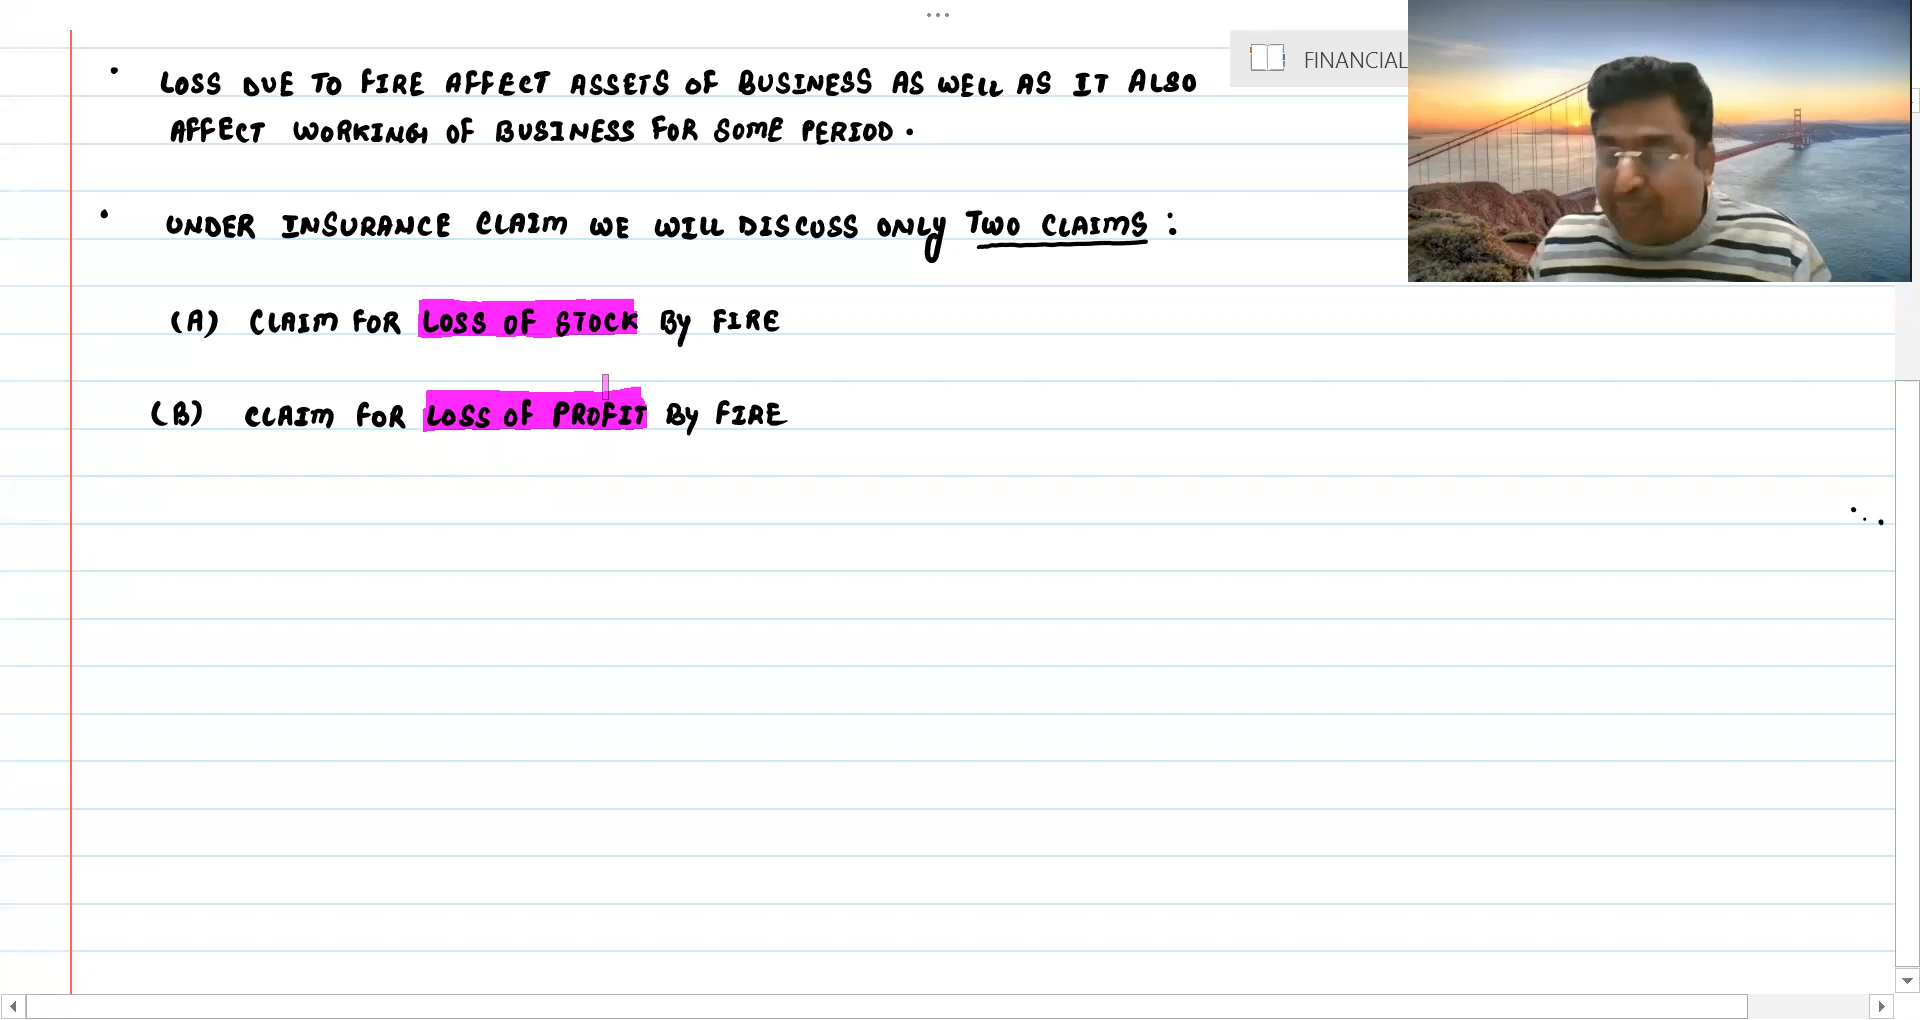 • LOSS DUE TO FIRE AFFECT ASSETS OF BUSINESS AS WELL AS IT ALSO
AFFECT WORKING OF BUSINESS FOR SOME PERIOD.
• UNDER INSURANCE CLAIM WE WILL DISCUSS ONLY TWO CLAIMS :
(A) CLAIM FOR LOSS OF STOCK BY FIRE
(B) CLAIM FOR LOSS OF PROFIT BY FIRE
FINANCIAL